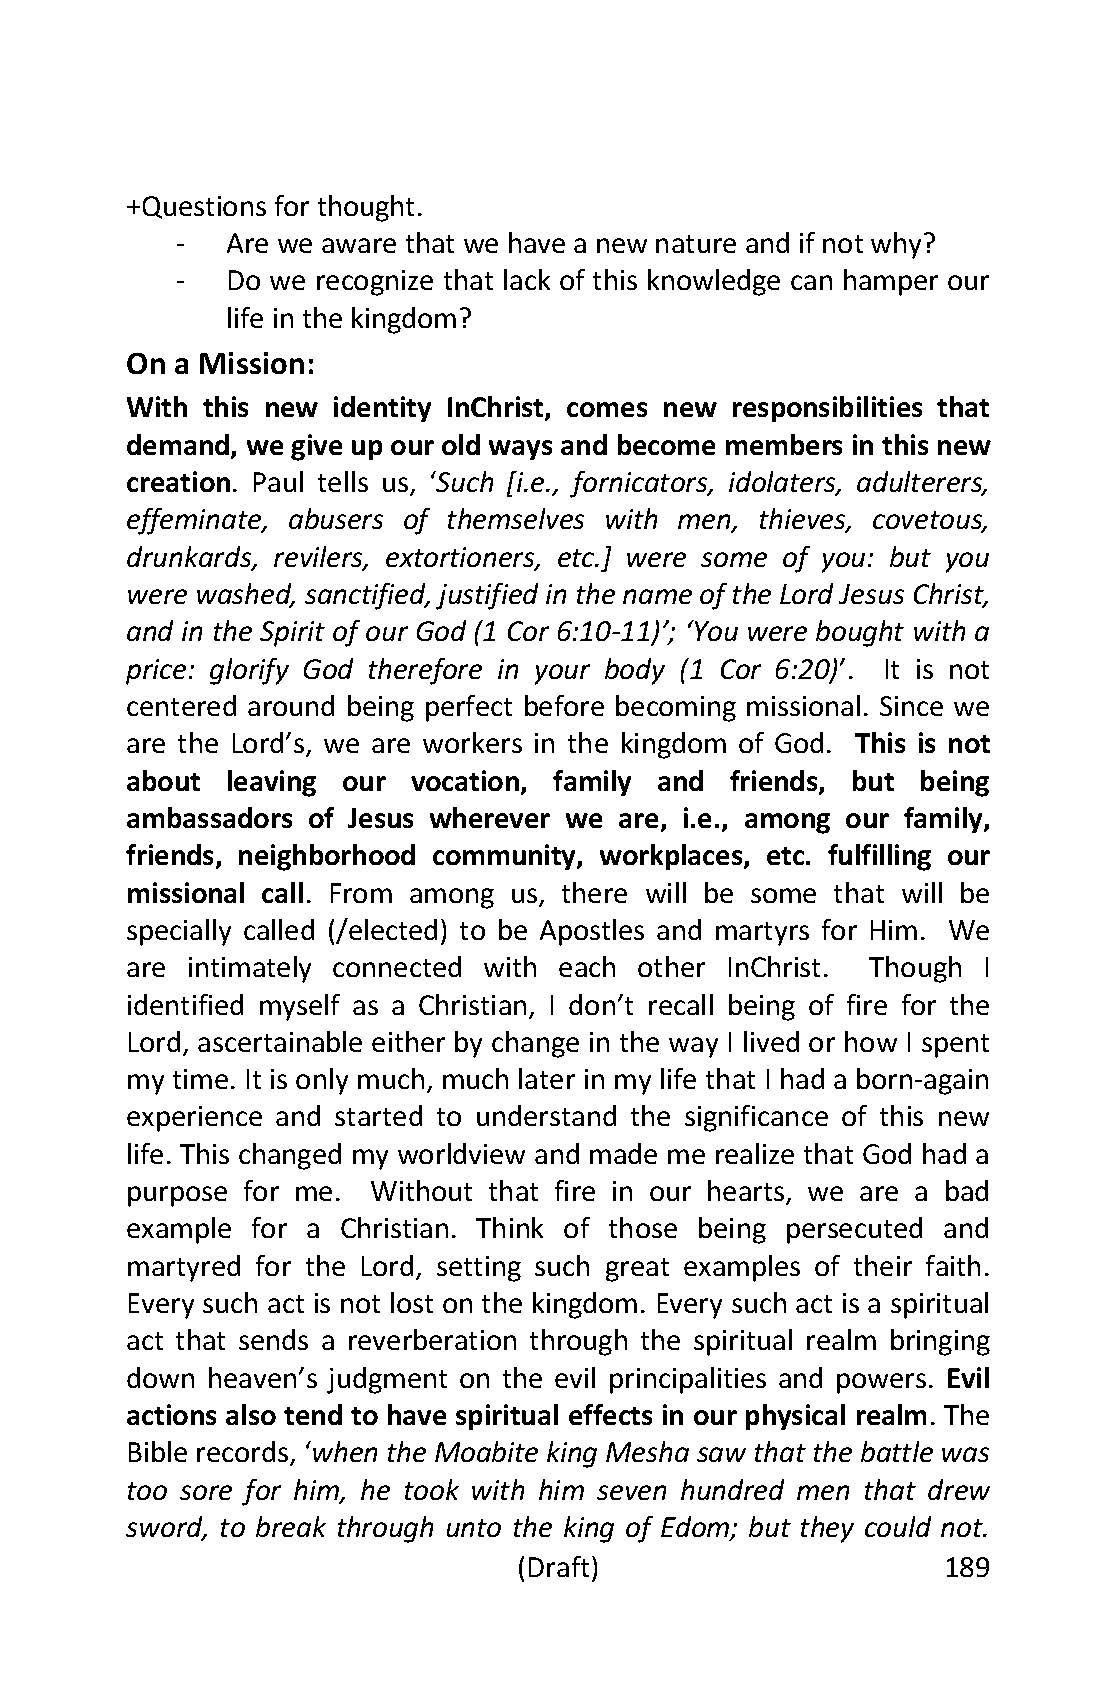 +Questions for thought.
- Are we aware that we have a new nature and if not why?
- Do we recognize that lack of this knowledge can hamper our
life in the kingdom?
On a Mission:
With this new identity InChrist, comes new responsibilities that
demand, we give up our old ways and become members in this new
creation. Paul tells us, ‘Such [i.e., fornicators, idolaters, adulterers,
effeminate, abusers of themselves with men, thieves, covetous,
drunkards, revilers, extortioners, etc.] were some of you: but you
were washed, sanctified, justified in the name of the Lord Jesus Christ,
and in the Spirit of our God (1 Cor 6:10-11)’; ‘You were bought with a
price: glorify God therefore in your body (1 Cor 6:20)’. It is not
centered around being perfect before becoming missional. Since we
are the Lord’s, we are workers in the kingdom of God. This is not
about leaving our vocation, family and friends, but being
ambassadors of Jesus wherever we are, i.e., among our family,
friends, neighborhood community, workplaces, etc. fulfilling our
missional call. From among us, there will be some that will be
specially called (/elected) to be Apostles and martyrs for Him. We
are intimately connected with each other InChrist. Though I
identified myself as a Christian, I don’t recall being of fire for the
Lord, ascertainable either by change in the way I lived or how I spent
my time. It is only much, much later in my life that I had a born-again
experience and started to understand the significance of this new
life. This changed my worldview and made me realize that God had a
purpose for me. Without that fire in our hearts, we are a bad
example for a Christian. Think of those being persecuted and
martyred for the Lord, setting such great examples of their faith.
Every such act is not lost on the kingdom. Every such act is a spiritual
act that sends a reverberation through the spiritual realm bringing
down heaven’s judgment on the evil principalities and powers. Evil
actions also tend to have spiritual effects in our physical realm. The
Bible records, ‘when the Moabite king Mesha saw that the battle was
too sore for him, he took with him seven hundred men that drew
sword, to break through unto the king of Edom; but they could not.
(Draft) 189